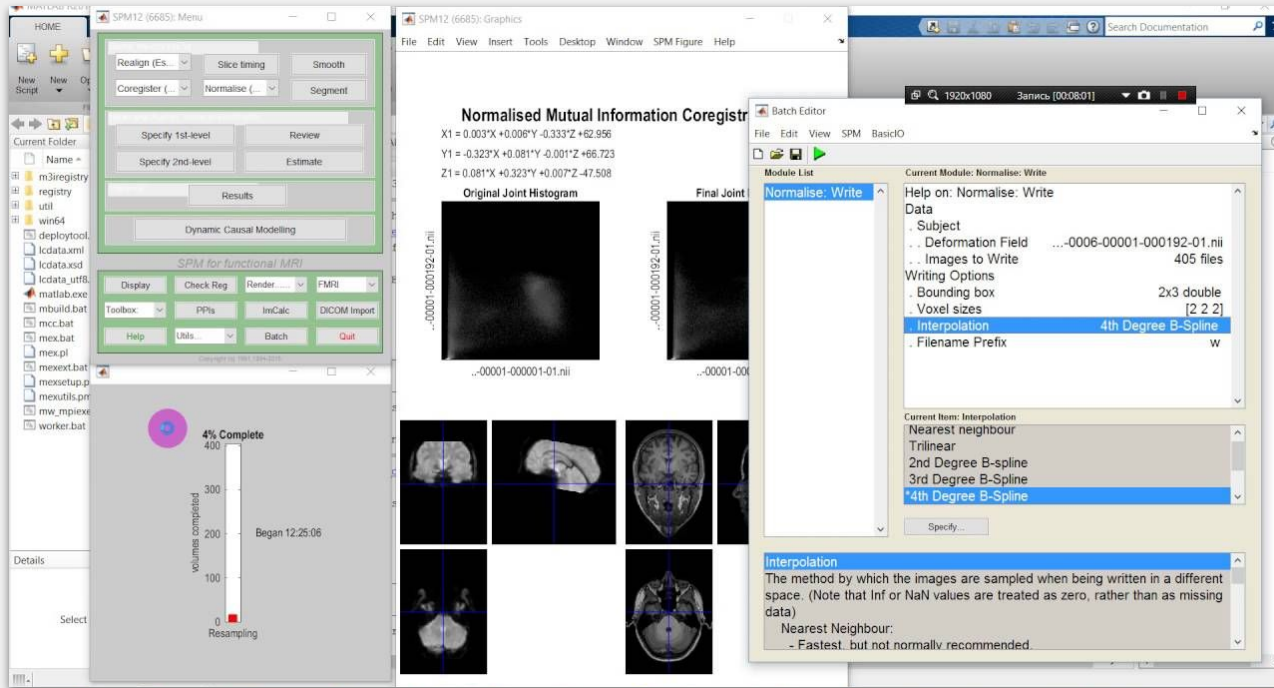 HOME
New Script
New
Current Folder
Name
m3iregistry
registry
util
win64
deploytool.
lcdata.xml
lcdata.xsd
lcdata_utf8.
matlab.exe
mbuild.bat
mcc.bat
mex.bat
mex.pl
mexext.bat
mexsetup.p
mexutils.pm
mw_mpiexe
worker.bat
Details
Select
SPM12 (6685): Menu
Realign (Es...
Slice timing
Smooth
Coregister (...
Normalise (...
Segment
Specify 1st-level
Review
Specify 2nd-level
Estimate
Results
Dynamic Causal Modelling
SPM for functional MRI
Display
Check Reg
Render...
FMRI
Toolbox:
PPIs
ImCalc
DICOM Import
Help
Utils...
Batch
Quit
4% Complete
400
300
200
100
0
volumes completed
Began 12:25:06
Resampling
SPM12 (6685): Graphics
File Edit View Insert Tools Desktop Window SPM Figure Help
Normalised Mutual Information Coregistr
X1 = 0.003*X +0.006*Y -0.333*Z +62.956
Y1 = -0.323*X +0.081*Y -0.001*Z +66.723
Z1 = 0.081*X +0.323*Y +0.007*Z -47.508
Original Joint Histogram
Final Joint
..-00001-000192-01.nii
..-00001-000001-01.nii
..-00001-000192-01.nii
..-00001-000
Search Documentation
1920x1080 Запись [00:08:01]
Batch Editor
File Edit View SPM BasicIO
Module List
Normalise: Write
Current Module: Normalise: Write
Help on: Normalise: Write
Data
. Subject
. . Deformation Field ...-0006-00001-000192-01.nii
. . Images to Write 405 files
Writing Options
. Bounding box 2x3 double
. Voxel sizes [2 2 2]
. Interpolation 4th Degree B-Spline
. Filename Prefix w
Current Item: Interpolation
Nearest neighbour
Trilinear
2nd Degree B-spline
3rd Degree B-Spline
*4th Degree B-Spline
Specify...
Interpolation
The method by which the images are sampled when being written in a different
space. (Note that Inf or NaN values are treated as zero, rather than as missing
data)
Nearest Neighbour:
- Fastest, but not normally recommended.